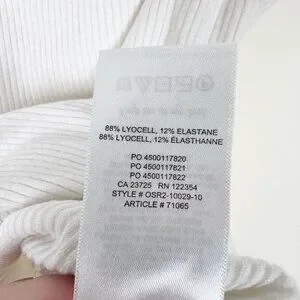 88% LYOCELL, 12% ELASTANE
88% LYOCELL, 12% ÉLASTHANNE
PO 4500117820
PO 4500117821
PO 4500117822
CA 23725 RN 122354
STYLE # OSR2-10029-10
ARTICLE # 71065